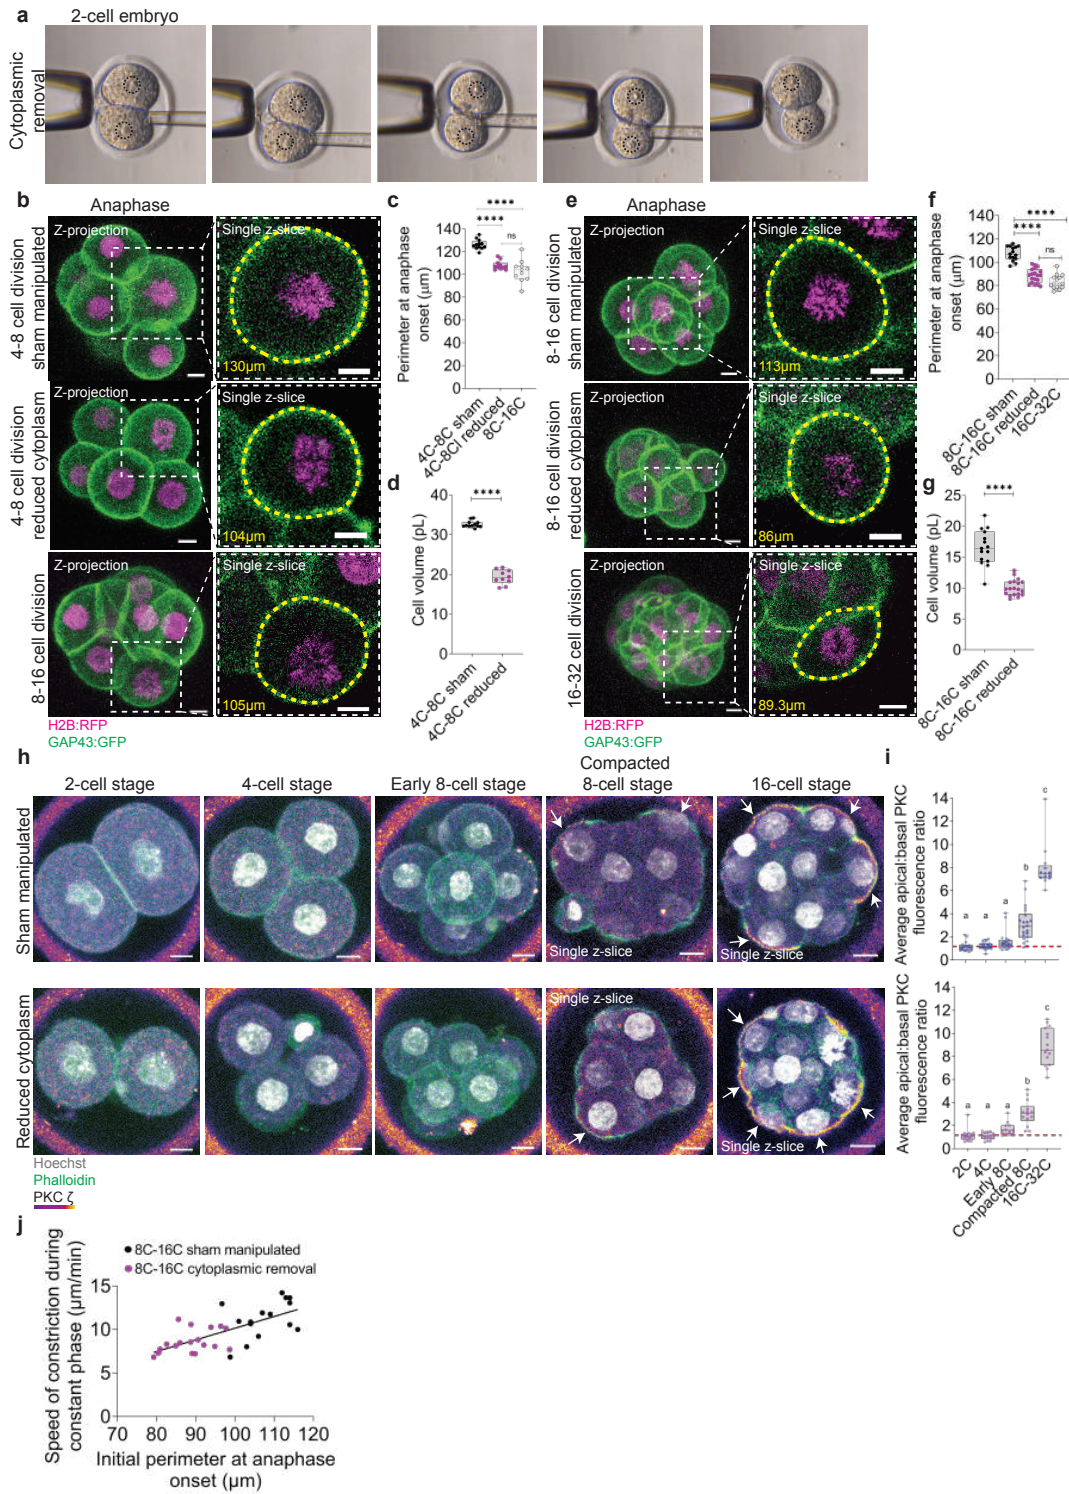 a
2-cell embryo
Cytoplasmic
removal
b
Anaphase
4-8 cell division
sham manipulated
Z-projection
Single z-slice
130µm
4-8 cell division
reduced cytoplasm
Z-projection
Single z-slice
104µm
8-16 cell division
Z-projection
Single z-slice
105µm
H2B:RFP
GAP43:GFP
c
Perimeter at anaphase
onset (µm)
140
120
100
80
60
40
20
0
****
****
ns
4C-8C sham
4C-8Cl reduced
8C-16C
d
Cell volume (pL)
40
30
20
10
0
****
4C-8C sham
4C-8C reduced
e
Anaphase
8-16 cell division
sham manipulated
Z-projection
Single z-slice
113µm
8-16 cell division
reduced cytoplasm
Z-projection
Single z-slice
86µm
16-32 cell division
Z-projection
Single z-slice
89.3µm
H2B:RFP
GAP43:GFP
f
Perimeter at anaphase
onset (µm)
140
120
100
80
60
40
20
0
****
****
ns
8C-16C sham
8C-16C reduced
16C-32C
g
Cell volume (pL)
25
20
15
10
5
0
****
8C-16C sham
8C-16C reduced
h
2-cell stage
4-cell stage
Early 8-cell stage
Compacted
8-cell stage
16-cell stage
Sham manipulated
Single z-slice
Single z-slice
Reduced cytoplasm
Single z-slice
Single z-slice
Hoechst
Phalloidin
PKC ζ
i
Average apical:basal PKC
fluorescence ratio
14
12
10
8
6
4
2
0
a
a
a
b
c
Average apical:basal PKC
fluorescence ratio
14
12
10
8
6
4
2
0
a
a
a
b
c
2C
4C
Early 8C
Compacted 8C
16C-32C
j
8C-16C sham manipulated
8C-16C cytoplasmic removal
Speed of constriction during
constant phase (µm/min)
15
10
5
0
70
80
90
100
110
120
Initial perimeter at anaphase
onset (µm)